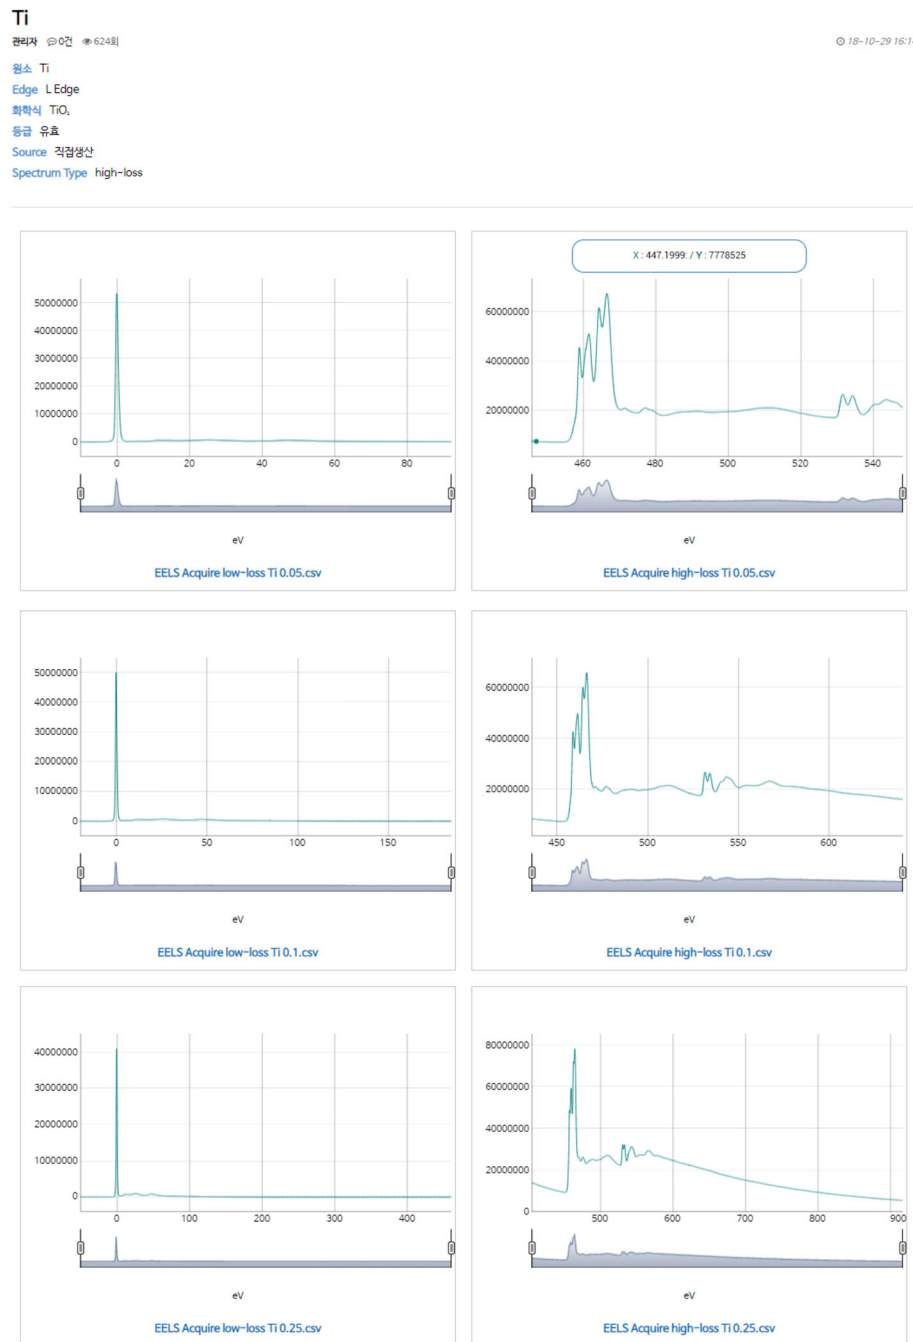 Ti
관리자 0건 624회 18-10-29 16:1
원소 Ti
Edge L Edge
화학식 TiO₂
등급 유효
Source 직접생산
Spectrum Type high-loss
50000000
40000000
30000000
20000000
10000000
0
0 20 40 60 80
eV
EELS Acquire low-loss Ti 0.05.csv
X : 447.1999: / Y : 7778525
60000000
40000000
20000000
460 480 500 520 540
eV
EELS Acquire high-loss Ti 0.05.csv
50000000
40000000
30000000
20000000
10000000
0
0 50 100 150
eV
EELS Acquire low-loss Ti 0.1.csv
60000000
40000000
20000000
450 500 550 600
eV
EELS Acquire high-loss Ti 0.1.csv
40000000
30000000
20000000
10000000
0
0 100 200 300 400
eV
EELS Acquire low-loss Ti 0.25.csv
80000000
60000000
40000000
20000000
0
500 600 700 800 900
eV
EELS Acquire high-loss Ti 0.25.csv